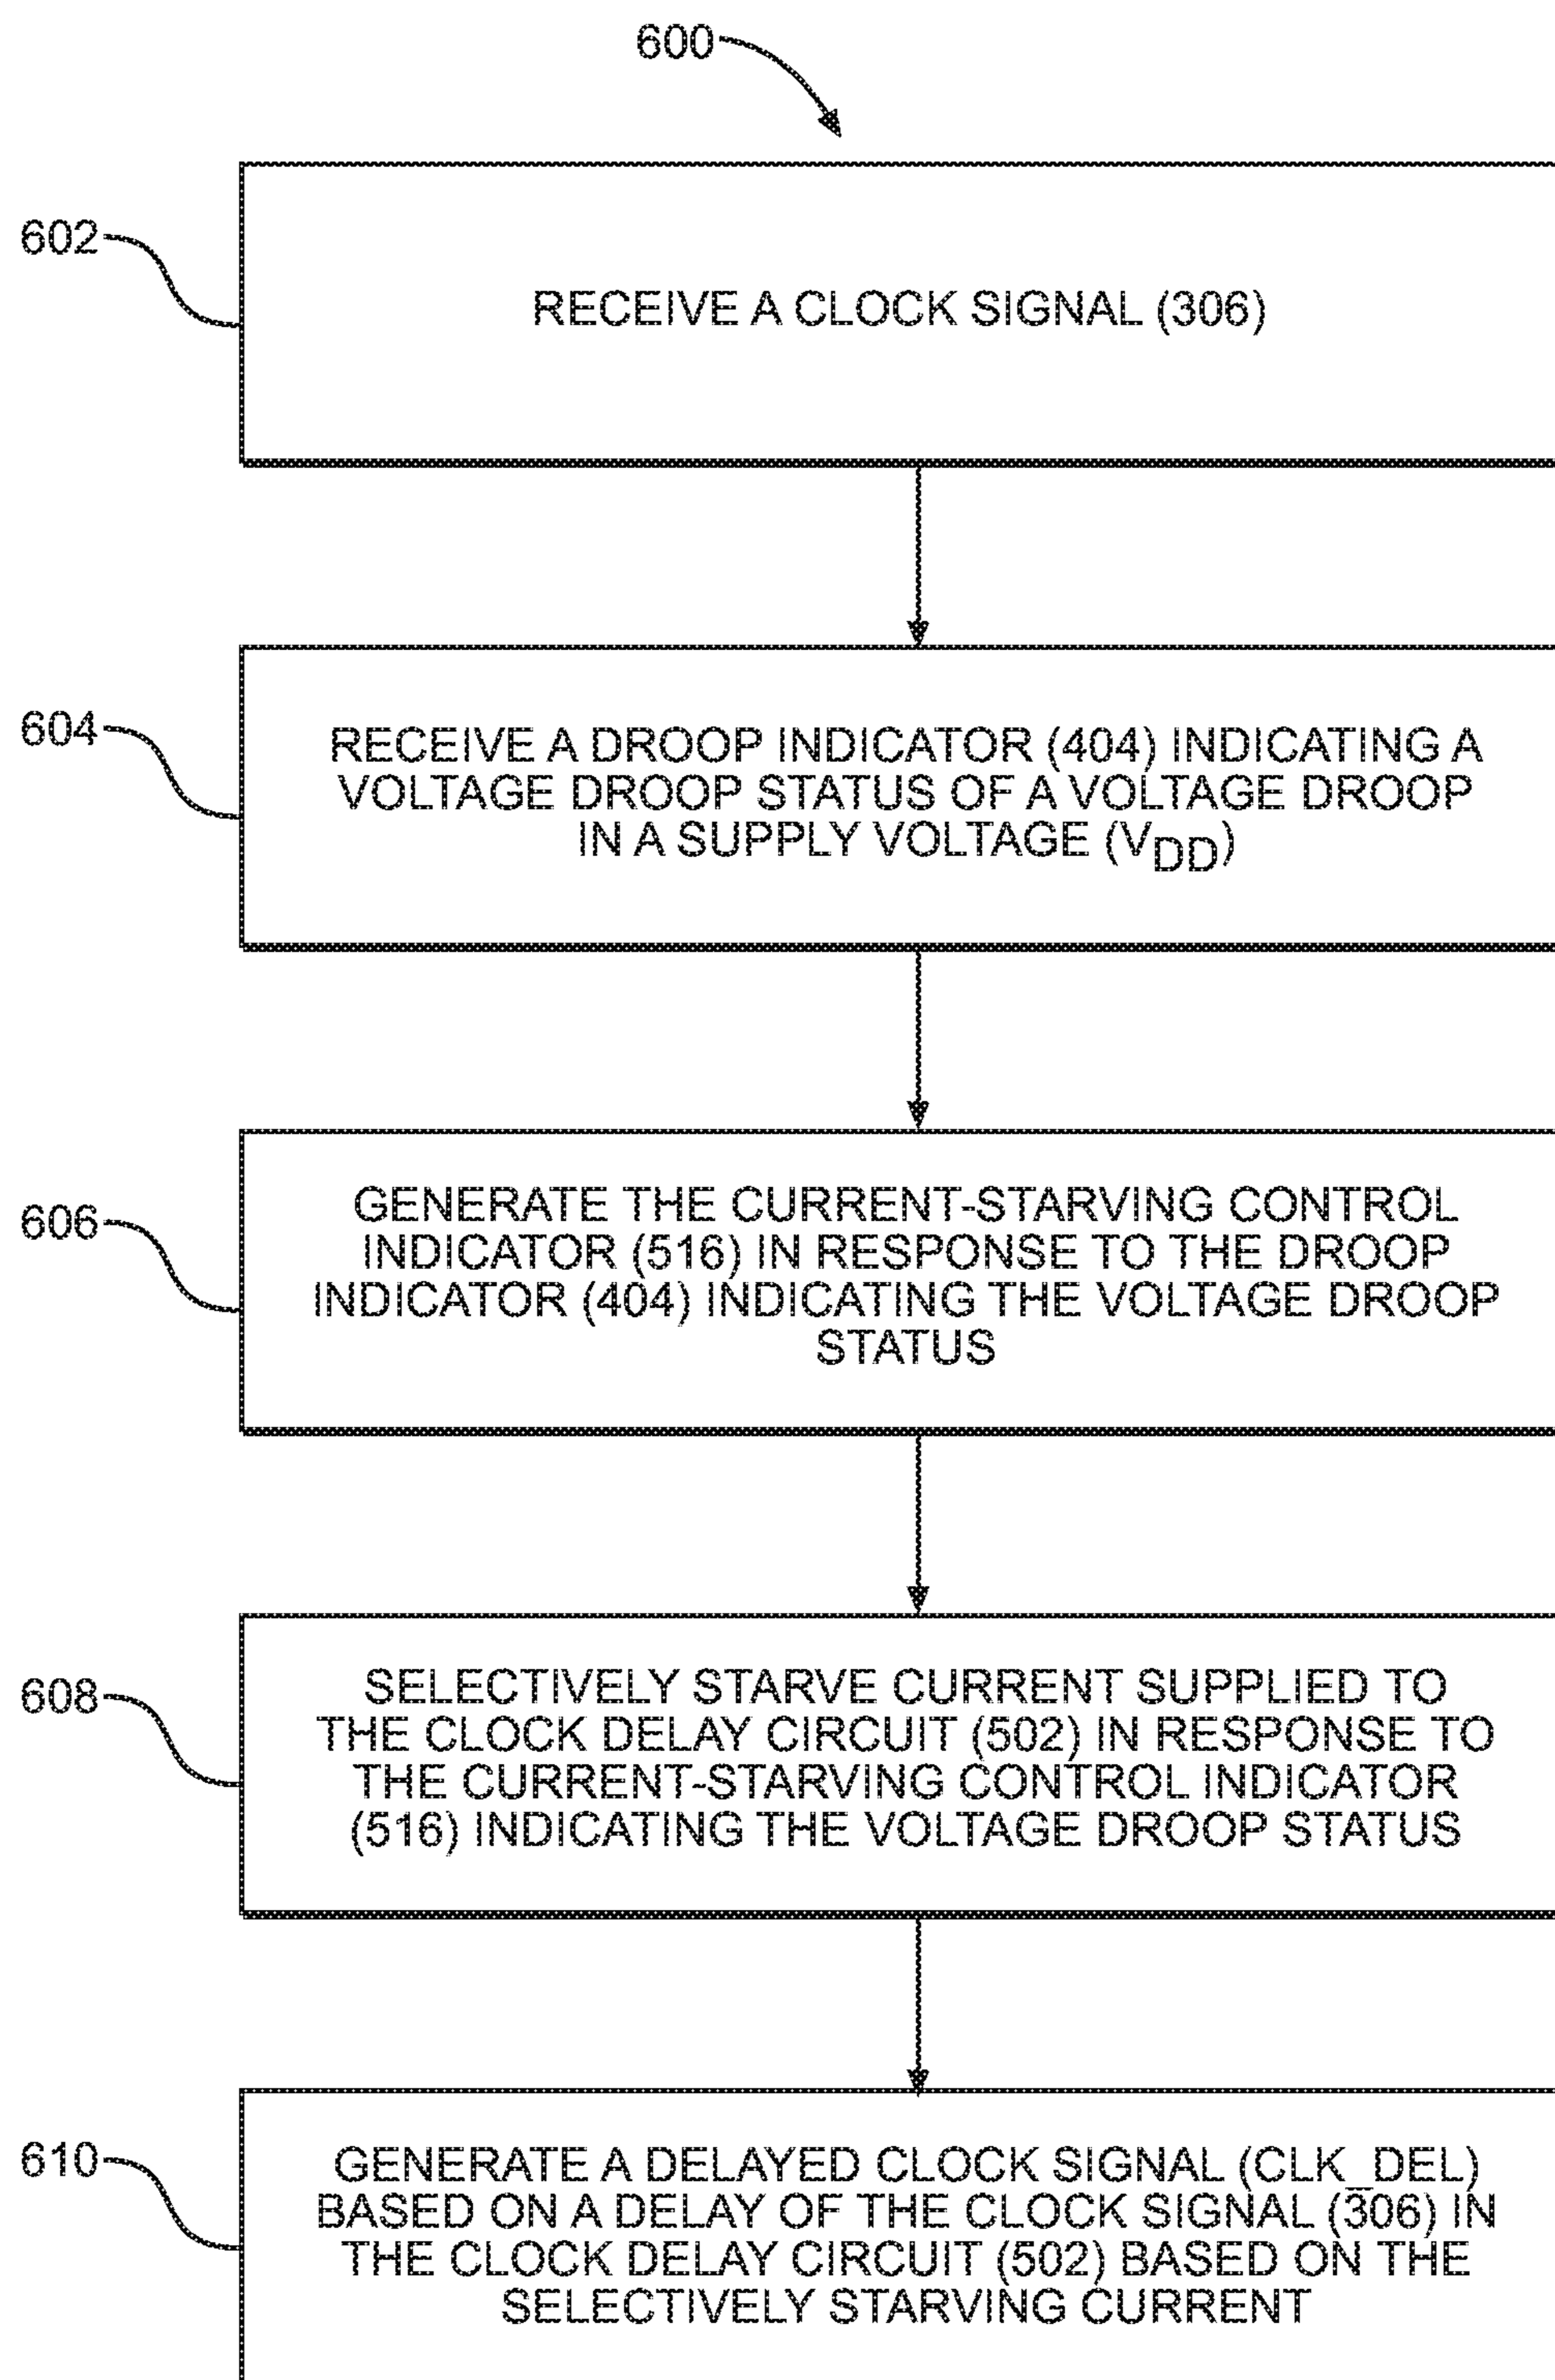 600
602
RECEIVE A CLOCK SIGNAL (306)
604
RECEIVE A DROOP INDICATOR (404) INDICATING A
VOLTAGE DROOP STATUS OF A VOLTAGE DROOP
IN A SUPPLY VOLTAGE (VDD)
606
GENERATE THE CURRENT-STARVING CONTROL
INDICATOR (516) IN RESPONSE TO THE DROOP
INDICATOR (404) INDICATING THE VOLTAGE DROOP
STATUS
608
SELECTIVELY STARVE CURRENT SUPPLIED TO
THE CLOCK DELAY CIRCUIT (502) IN RESPONSE TO
THE CURRENT-STARVING CONTROL INDICATOR
(516) INDICATING THE VOLTAGE DROOP STATUS
610
GENERATE A DELAYED CLOCK SIGNAL (CLK_DEL)
BASED ON A DELAY OF THE CLOCK SIGNAL (306) IN
THE CLOCK DELAY CIRCUIT (502) BASED ON THE
SELECTIVELY STARVING CURRENT